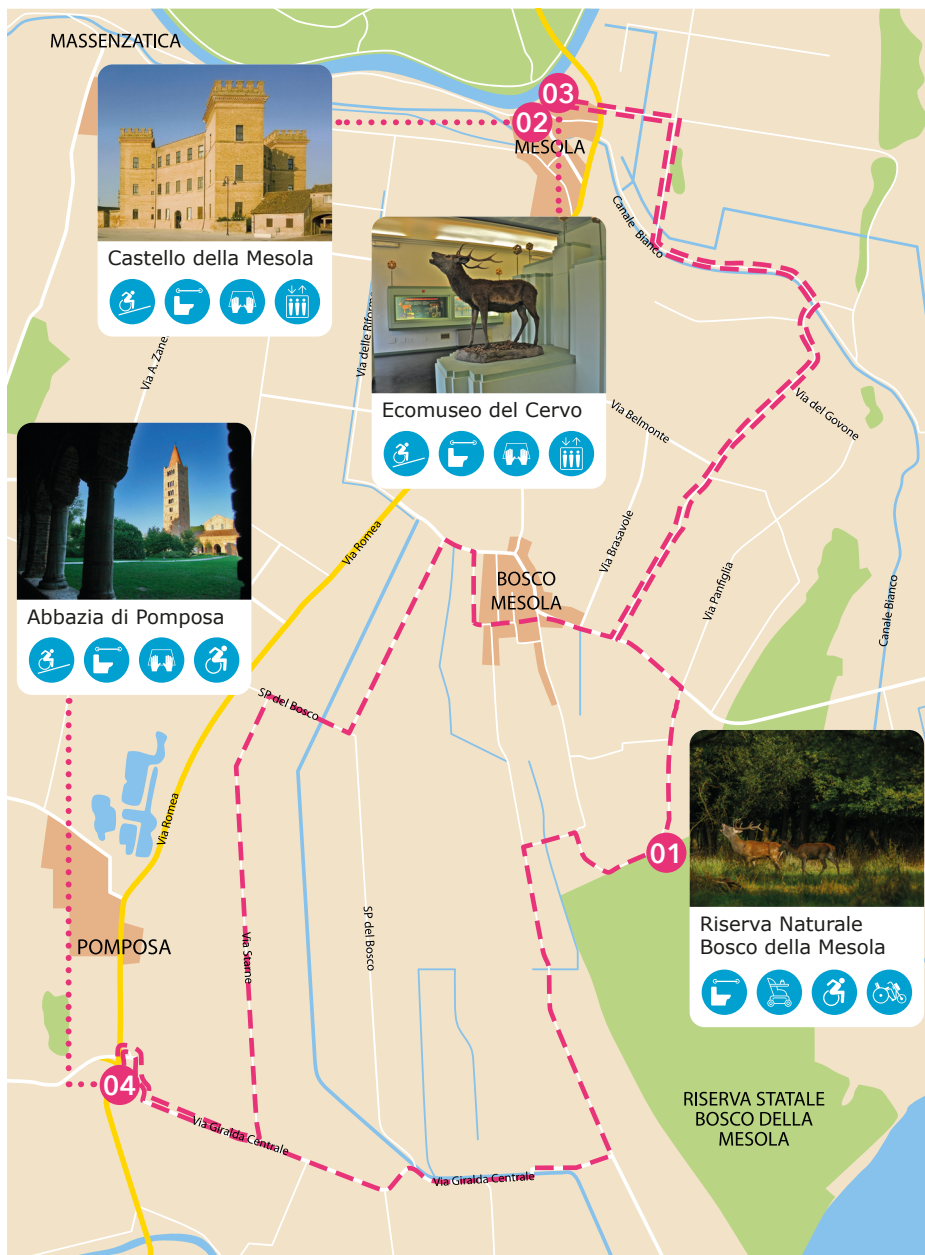 MASSENZATICA
03
02
MESOLA
Castello della Mesola
Canale Bianco
Via delle Riforme
Via A. Zane
Ecomuseo del Cervo
Via Belmonte
Via del Govone
Via Romea
Via Brasavole
Via Panfiglia
Canale Bianco
BOSCO
MESOLA
Abbazia di Pomposa
SP del Bosco
Via Romea
01
Riserva Naturale
Bosco della Mesola
POMPOSA
Via Starne
SP del Bosco
04
RISERVA STATALE
BOSCO DELLA
MESOLA
Via Giralda Centrale
Via Giralda Centrale